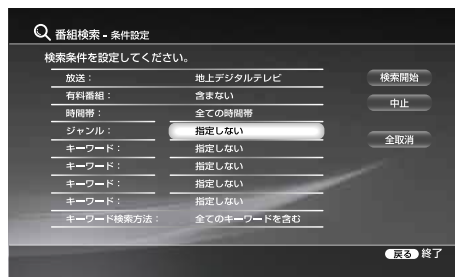 番組検索 - 条件設定
検索条件を設定してください。
放送： 地上デジタルテレビ
有料番組： 含まない
時間帯： 全ての時間帯
ジャンル： 指定しない
キーワード： 指定しない
キーワード： 指定しない
キーワード： 指定しない
キーワード： 指定しない
キーワード検索方法： 全てのキーワードを含む
検索開始
中止
全取消
戻る 終了